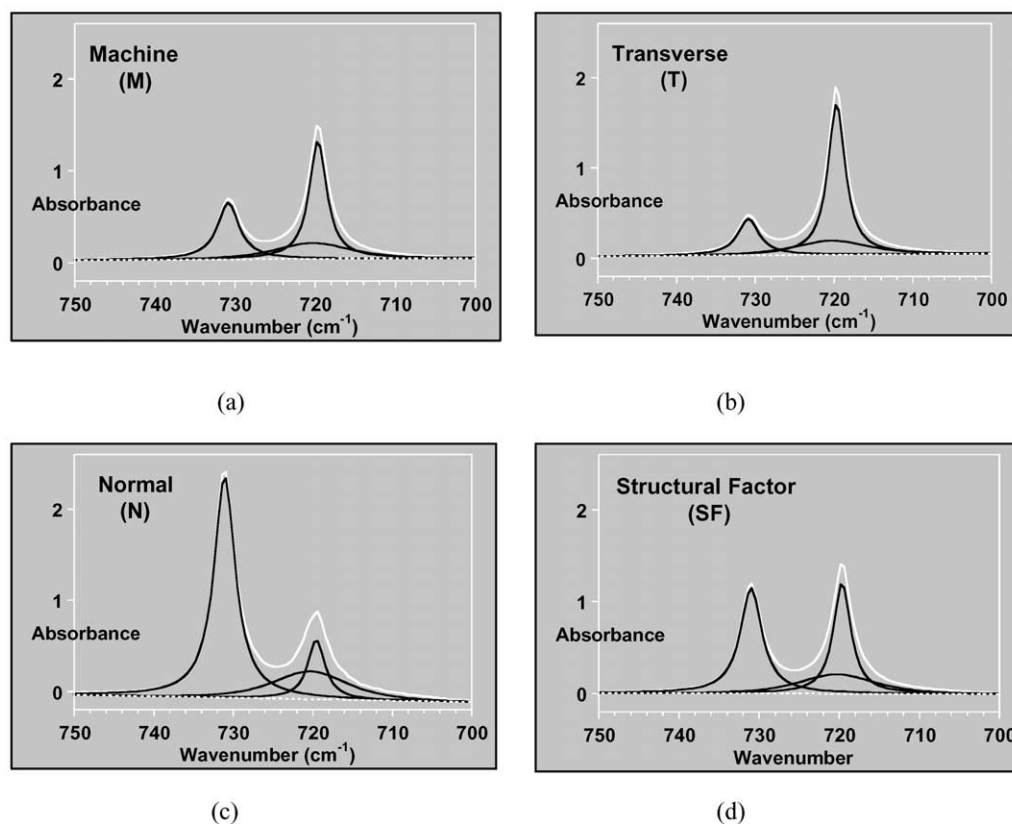 Machine
(M)
2
1
Absorbance
0
750 740 730 720 710 700
Wavenumber (cm-1)
(a)
Transverse
(T)
2
1
Absorbance
0
750 740 730 720 710 700
Wavenumber (cm-1)
(b)
Normal
(N)
2
1
Absorbance
0
750 740 730 720 710 700
Wavenumber (cm-1)
(c)
Structural Factor
(SF)
2
1
Absorbance
0
750 740 730 720 710 700
Wavenumber
(d)